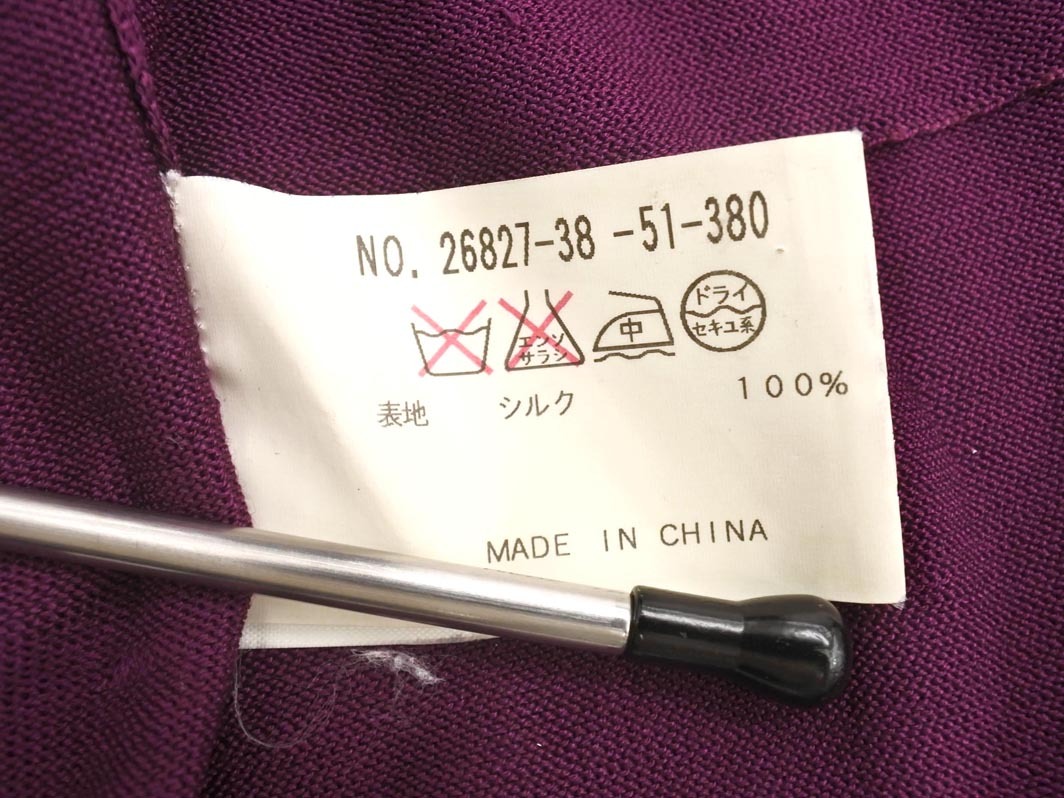 NO. 26827-38 -51-380
エンソ
サラシ
中
ドライ
セキユ系
表地 シルク 100%
MADE IN CHINA